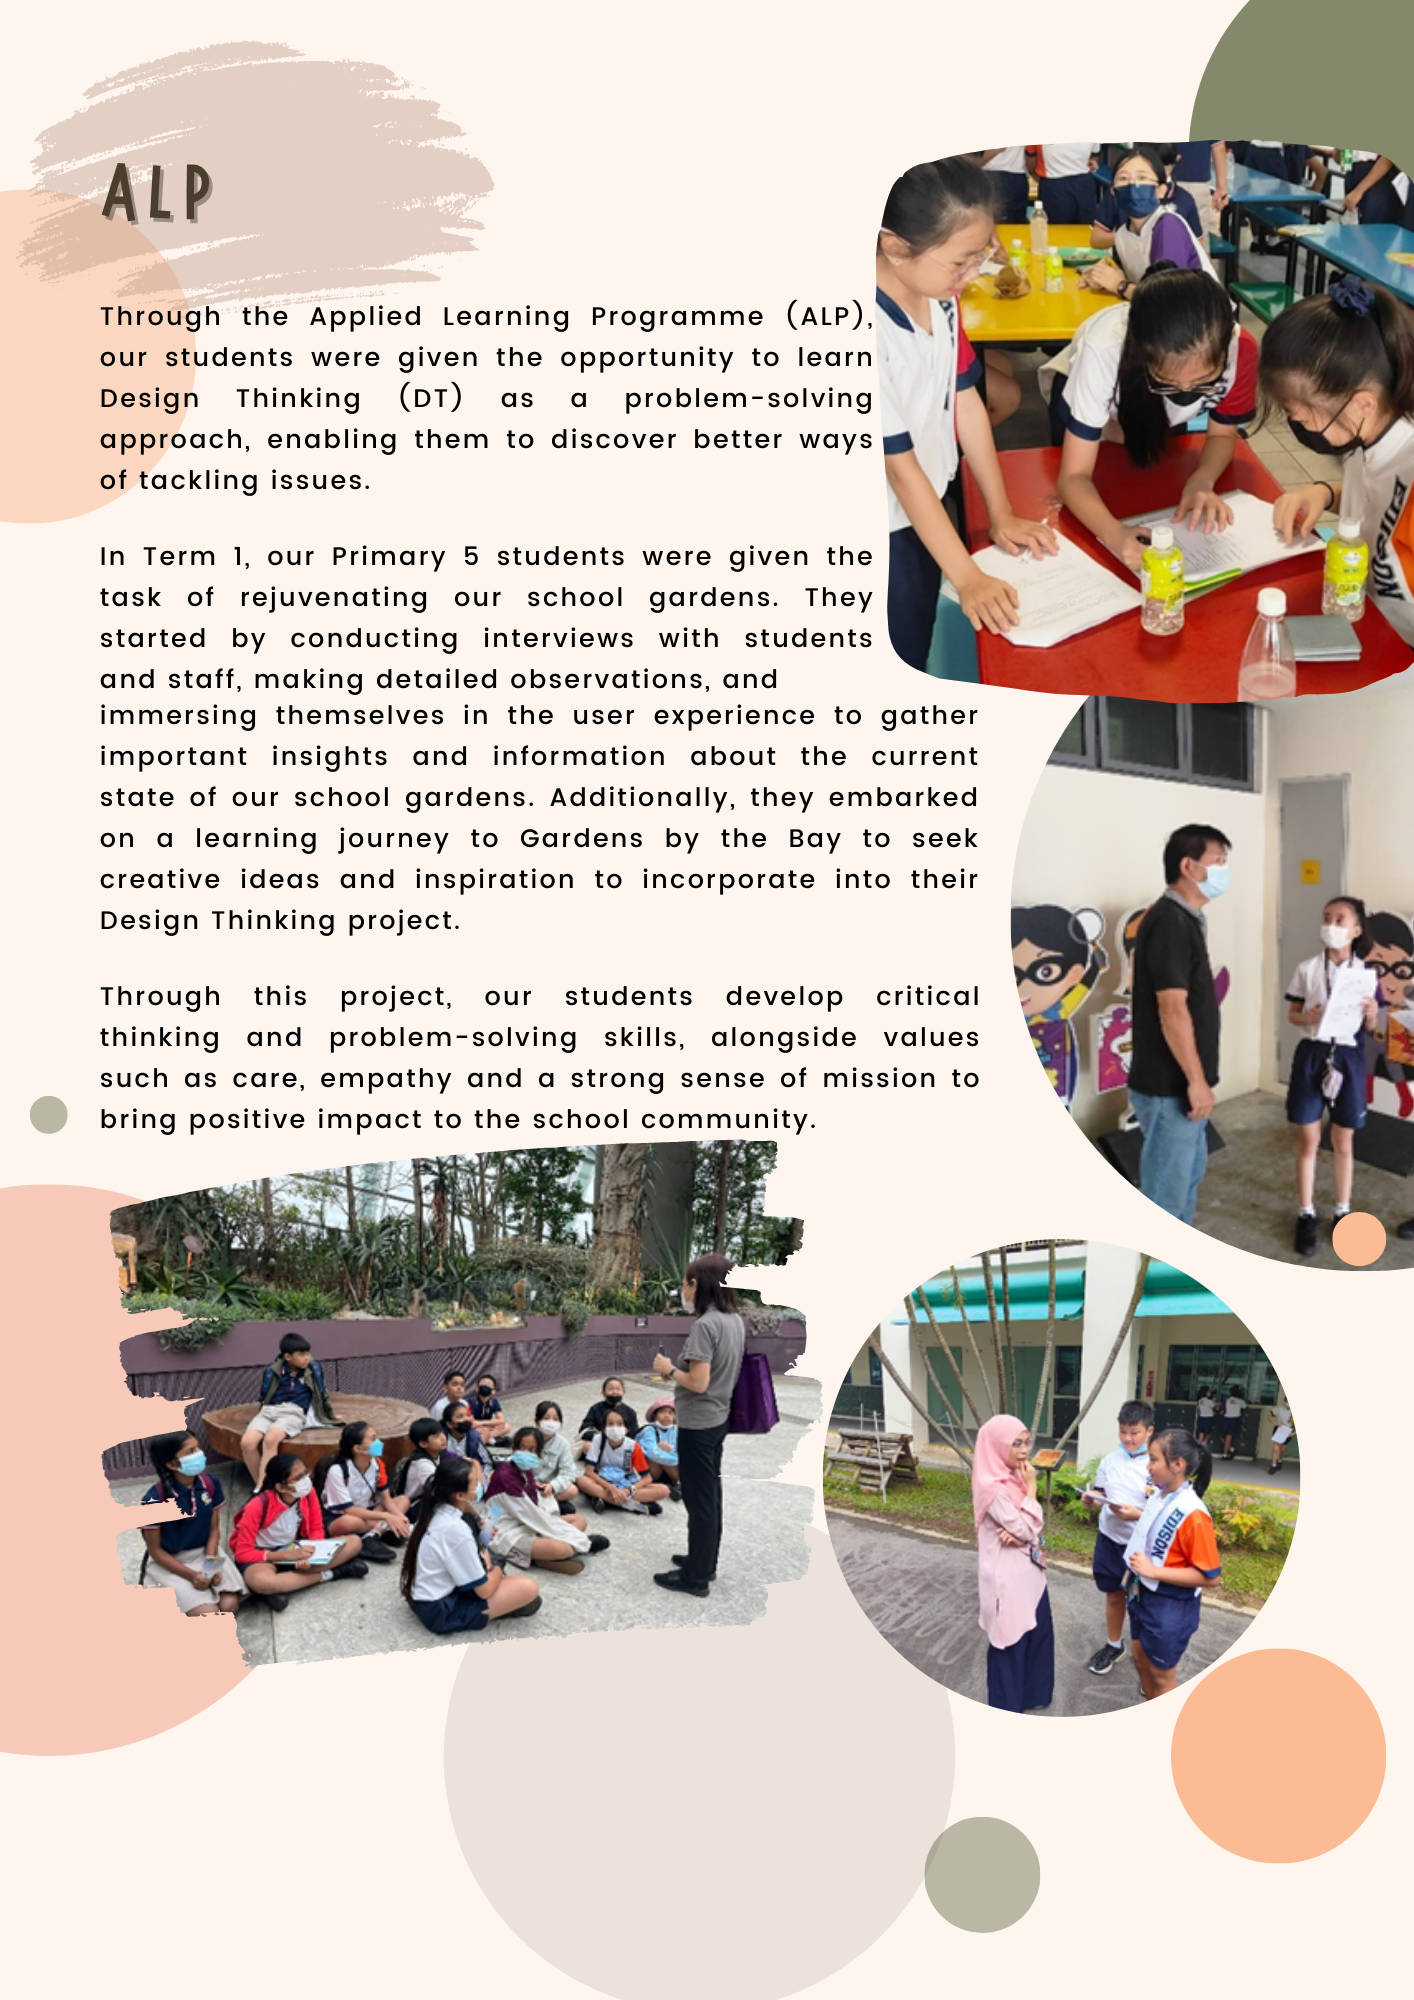 ALP
Through the Applied Learning Programme (ALP),
our students were given the opportunity to learn
Design Thinking (DT) as a problem-solving
approach, enabling them to discover better ways
of tackling issues.
In Term 1, our Primary 5 students were given the
task of rejuvenating our school gardens. They
started by conducting interviews with students
and staff, making detailed observations, and
immersing themselves in the user experience to gather
important insights and information about the current
state of our school gardens. Additionally, they embarked
on a learning journey to Gardens by the Bay to seek
creative ideas and inspiration to incorporate into their
Design Thinking project.
Through this project, our students develop critical
thinking and problem-solving skills, alongside values
such as care, empathy and a strong sense of mission to
bring positive impact to the school community.
EDISON
EDISON